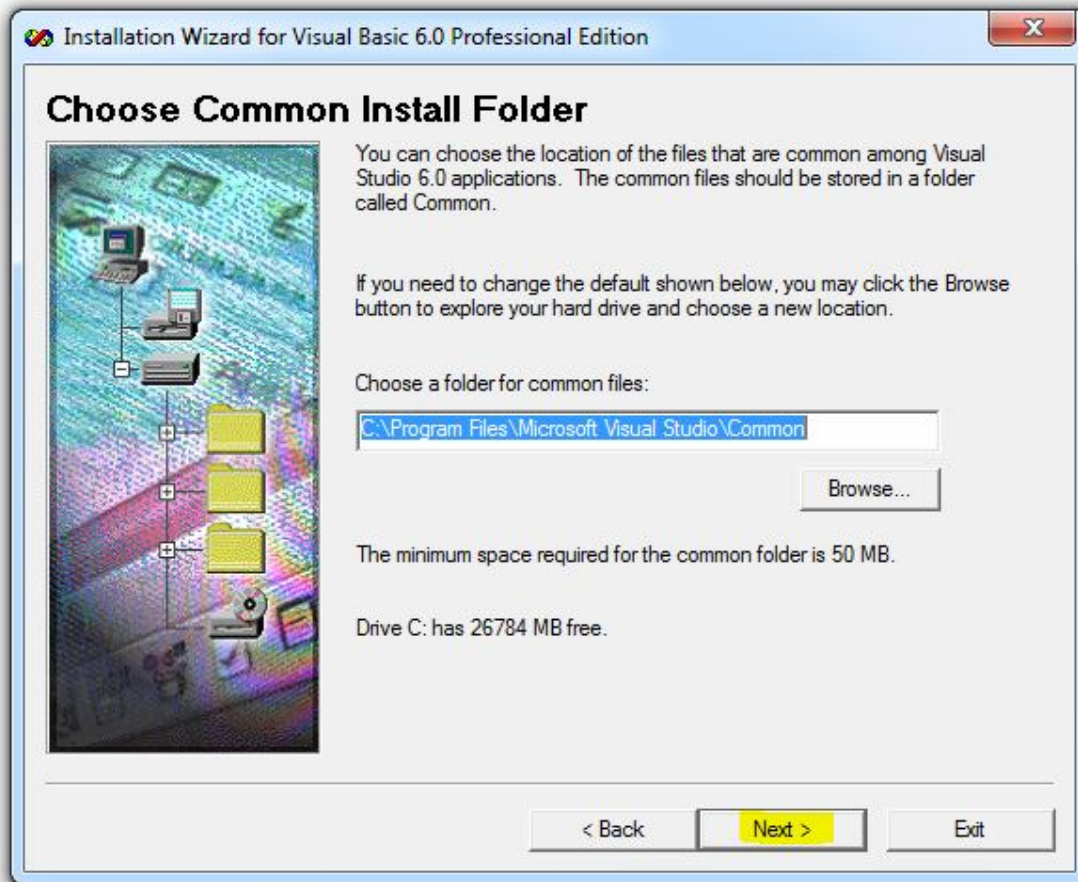 Installation Wizard for Visual Basic 6.0 Professional Edition
Choose Common Install Folder
You can choose the location of the files that are common among Visual
Studio 6.0 applications. The common files should be stored in a folder
called Common.
If you need to change the default shown below, you may click the Browse
button to explore your hard drive and choose a new location.
Choose a folder for common files:
C:\Program Files\Microsoft Visual Studio\Common
Browse...
The minimum space required for the common folder is 50 MB.
Drive C: has 26784 MB free.
< Back
Next >
Exit